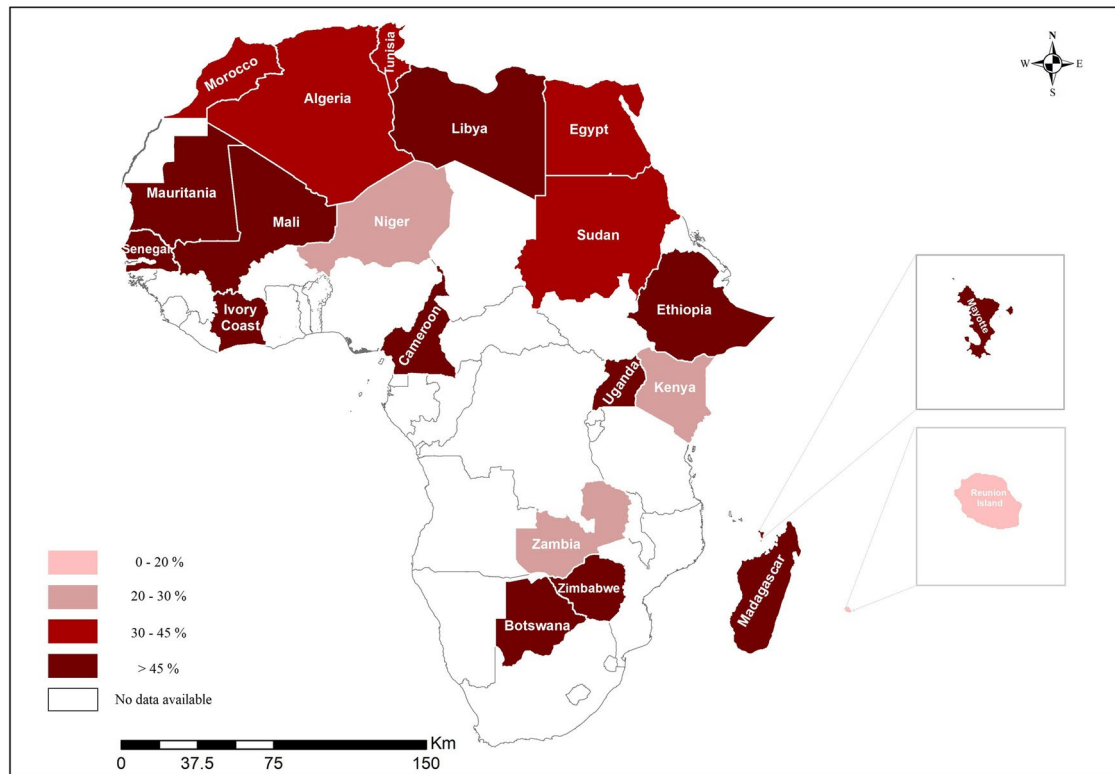 N
W E
S
Morocco
Tunisia
Algeria
Libya
Egypt
Mauritania
Mali
Niger
Sudan
Senegal
Ivory
Coast
Cameroon
Ethiopia
Uganda
Kenya
Mayotte
Reunion
Island
Zambia
Zimbabwe
Botswana
Madagascar
0 - 20 %
20 - 30 %
30 - 45 %
> 45 %
No data available
Km
0 37.5 75 150